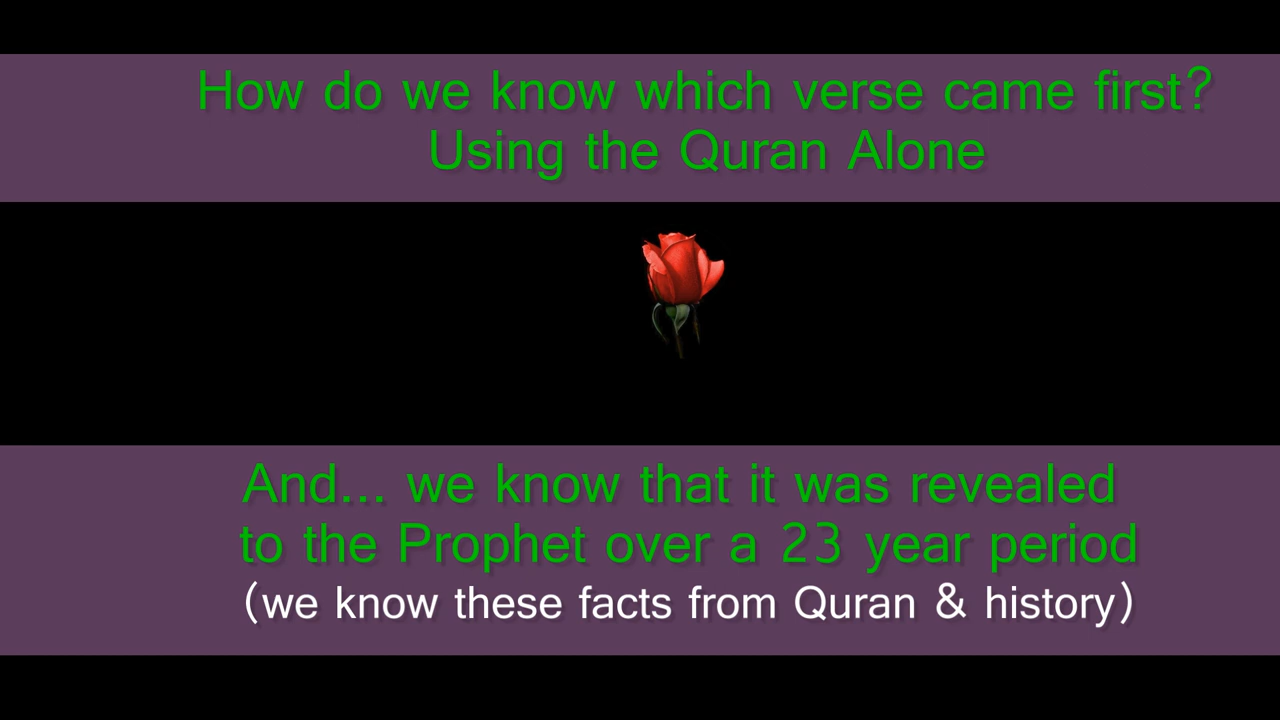 How do we know which verse came first?
Using the Quran Alone
And... we know that it was revealed
to the Prophet over a 23 year period
(we know these facts from Quran & history)